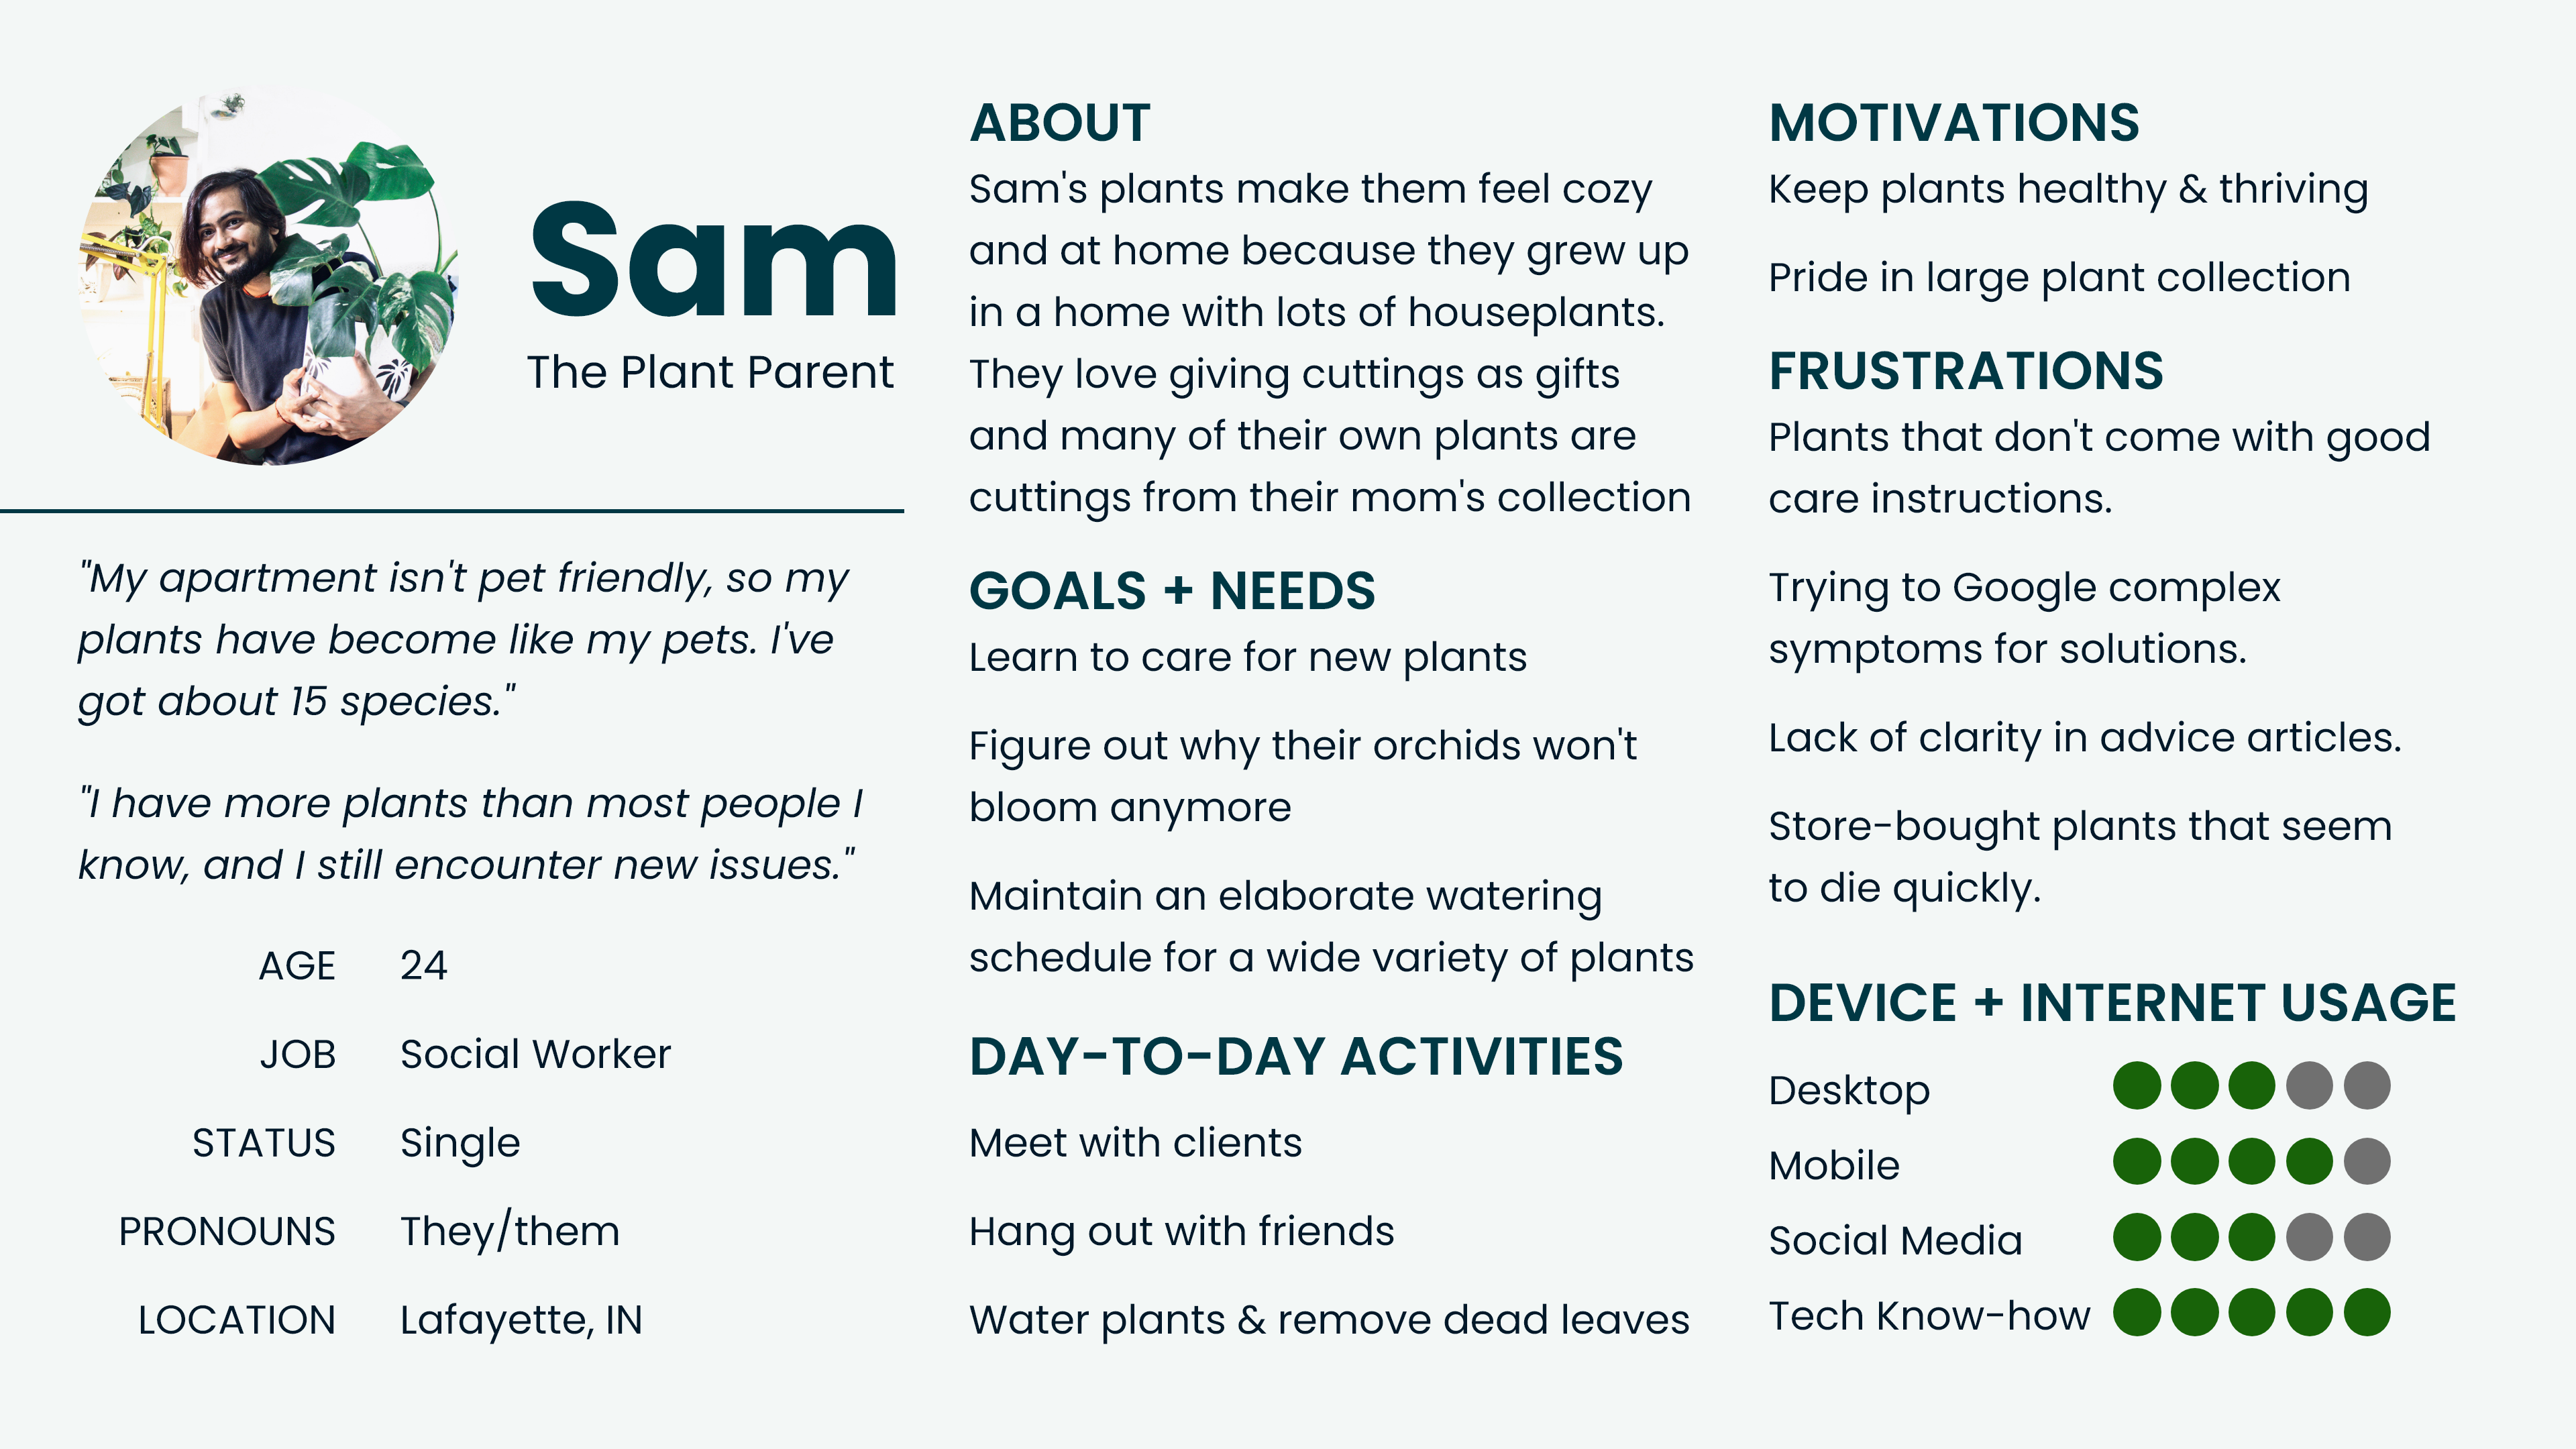 Sam
The Plant Parent
"My apartment isn't pet friendly, so my
plants have become like my pets. I've
got about 15 species."
"I have more plants than most people I
know, and I still encounter new issues."
AGE 24
JOB Social Worker
STATUS Single
PRONOUNS They/them
LOCATION Lafayette, IN
ABOUT
Sam's plants make them feel cozy
and at home because they grew up
in a home with lots of houseplants.
They love giving cuttings as gifts
and many of their own plants are
cuttings from their mom's collection
GOALS + NEEDS
Learn to care for new plants
Figure out why their orchids won't
bloom anymore
Maintain an elaborate watering
schedule for a wide variety of plants
DAY-TO-DAY ACTIVITIES
Meet with clients
Hang out with friends
Water plants & remove dead leaves
MOTIVATIONS
Keep plants healthy & thriving
Pride in large plant collection
FRUSTRATIONS
Plants that don't come with good
care instructions.
Trying to Google complex
symptoms for solutions.
Lack of clarity in advice articles.
Store-bought plants that seem
to die quickly.
DEVICE + INTERNET USAGE
Desktop
Mobile
Social Media
Tech Know-how